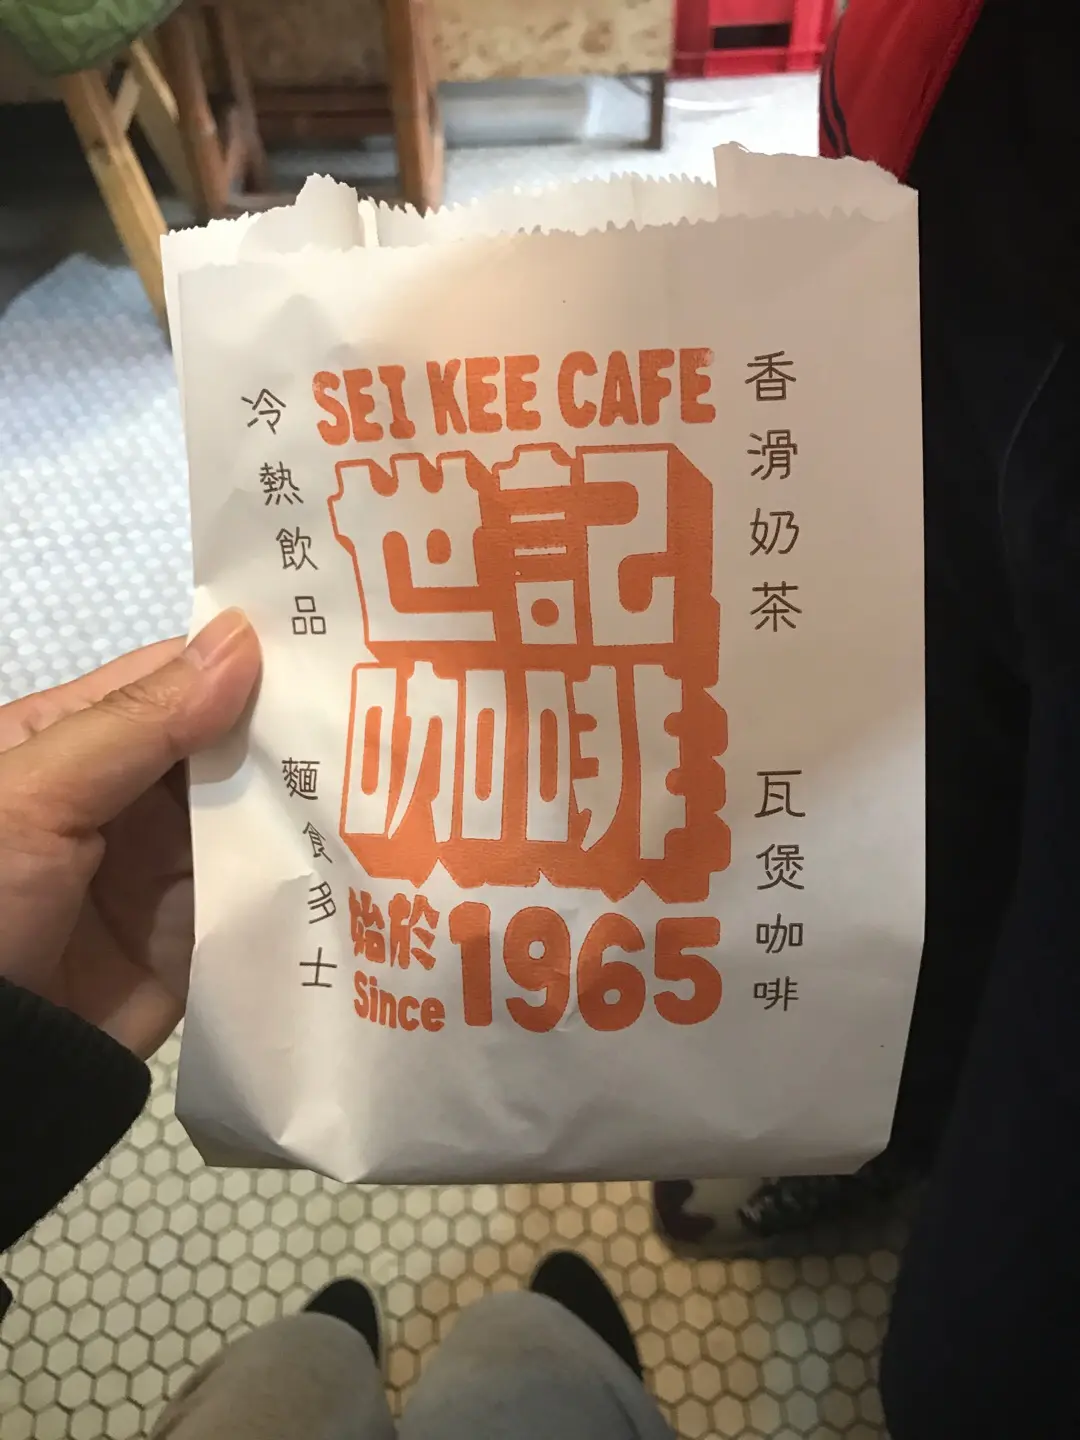 SEI KEE CAFE
世記
咖啡
始於
Since
1965
香滑奶茶
瓦煲咖啡
冷熱飲品
麵食多士